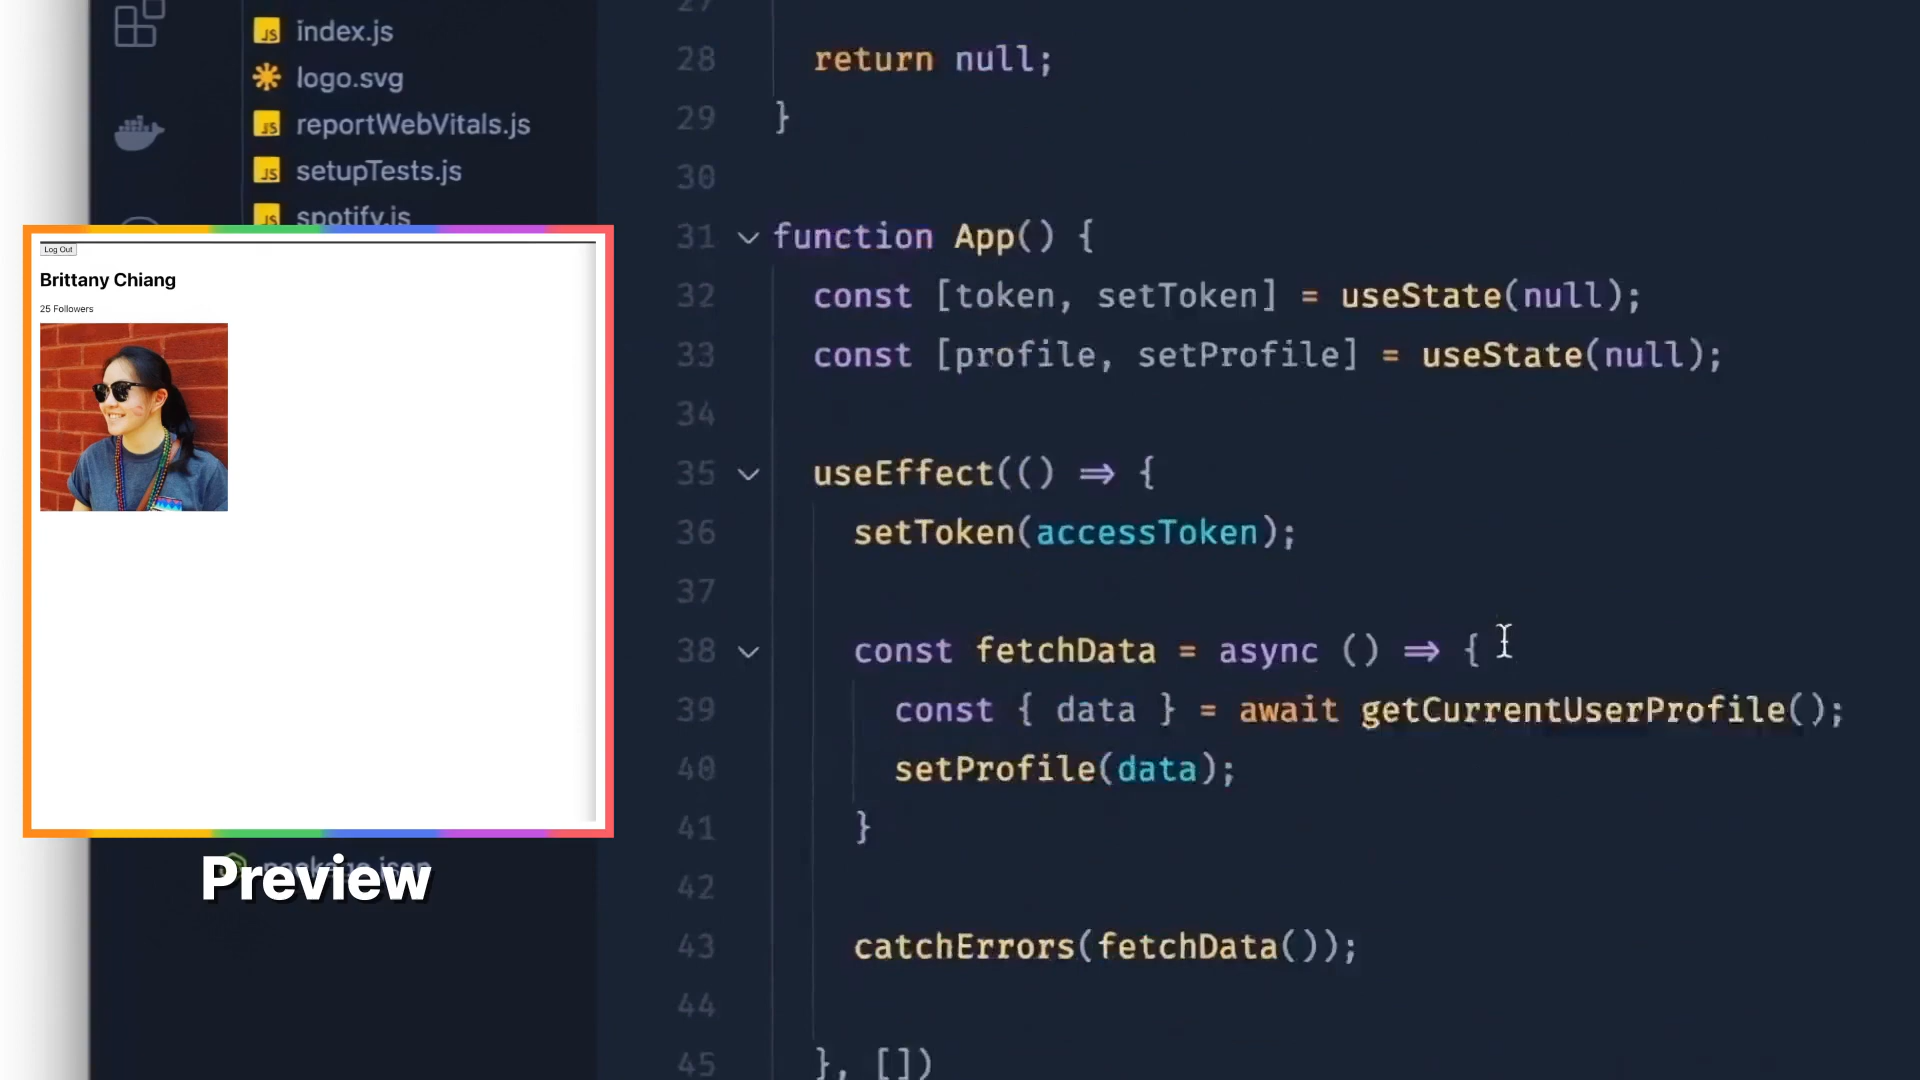 index.js
logo.svg
reportWebVitals.js
setupTests.js
spotify.js
Log Out
Brittany Chiang
25 Followers
package.json
Preview
27
28 return null;
29 }
30
31 function App() {
32 const [token, setToken] = useState(null);
33 const [profile, setProfile] = useState(null);
34
35 useEffect(() => {
36 setToken(accessToken);
37
38 const fetchData = async () => {
39 const { data } = await getCurrentUserProfile();
40 setProfile(data);
41 }
42
43 catchErrors(fetchData());
44
45 }, [])